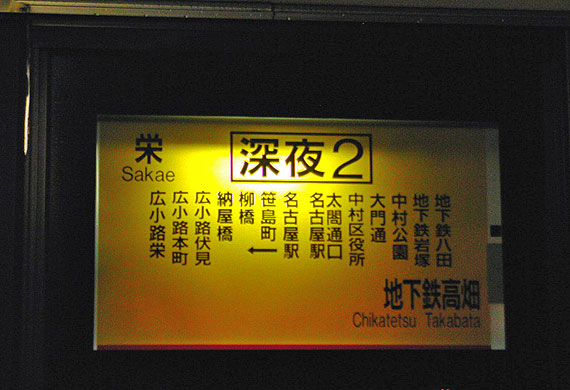 栄
Sakae
深夜2
地下鉄八田
地下鉄岩塚
中村公園
大門通
中村区役所
太閤通口
名古屋駅
名古屋駅
笹島町
柳橋
納屋橋
広小路伏見
広小路本町
広小路栄
←
地下鉄高畑
Chikatetsu Takabata